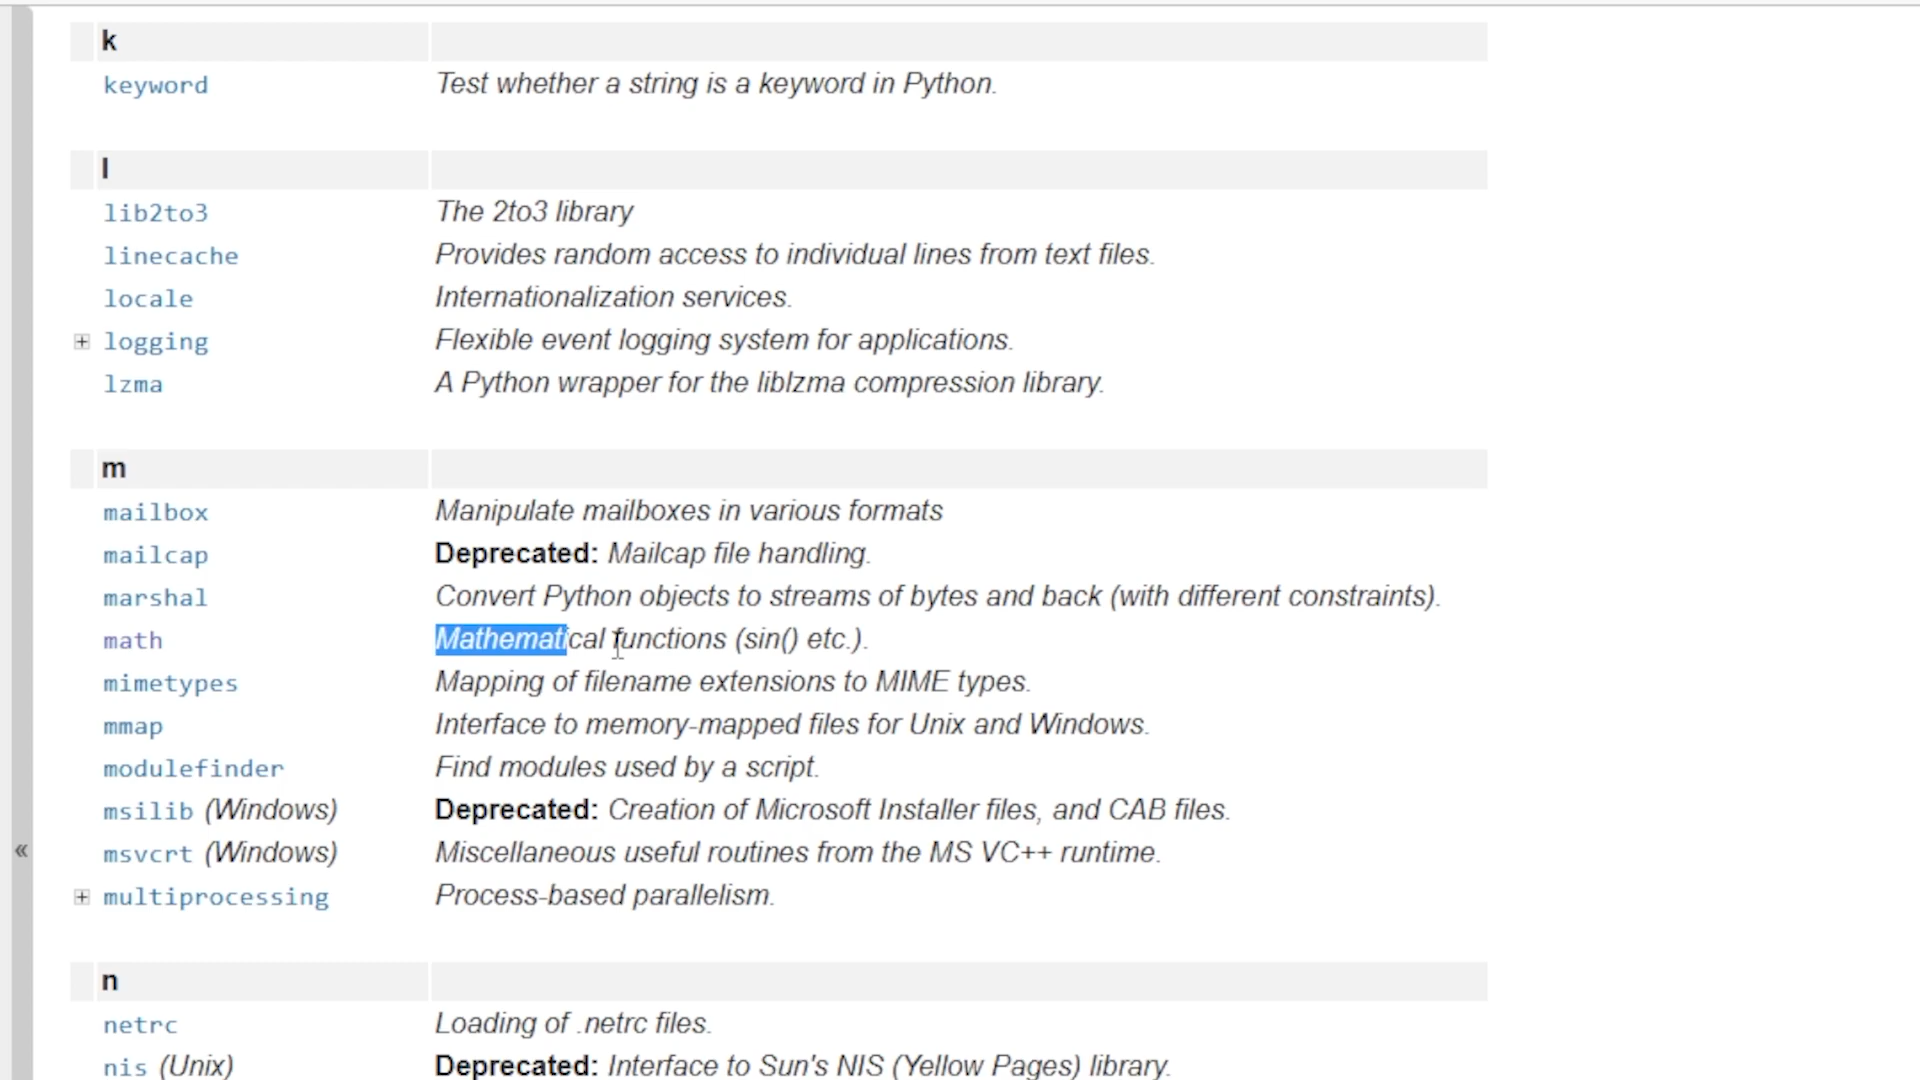 k
keyword Test whether a string is a keyword in Python.
l
lib2to3 The 2to3 library
linecache Provides random access to individual lines from text files.
locale Internationalization services.
logging Flexible event logging system for applications.
lzma A Python wrapper for the liblzma compression library.
m
mailbox Manipulate mailboxes in various formats
mailcap Deprecated: Mailcap file handling.
marshal Convert Python objects to streams of bytes and back (with different constraints).
math Mathematical functions (sin() etc.).
mimetypes Mapping of filename extensions to MIME types.
mmap Interface to memory-mapped files for Unix and Windows.
modulefinder Find modules used by a script.
msilib (Windows) Deprecated: Creation of Microsoft Installer files, and CAB files.
msvcrt (Windows) Miscellaneous useful routines from the MS VC++ runtime.
multiprocessing Process-based parallelism.
n
netrc Loading of .netrc files.
nis (Unix) Deprecated: Interface to Sun's NIS (Yellow Pages) library.